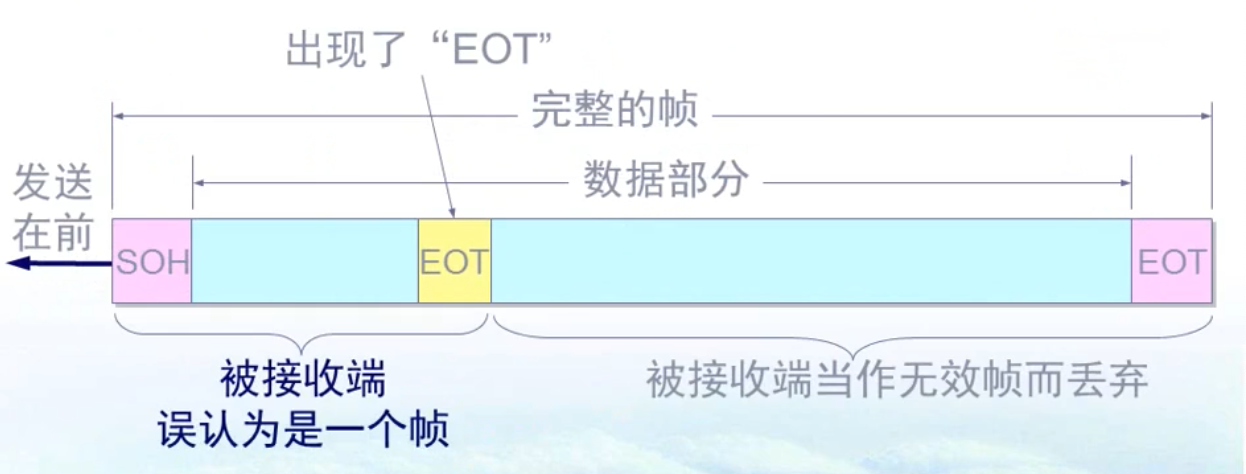 出现了“EOT”
完整的帧
数据部分
发送
在前
SOH
EOT
EOT
被接收端
误认为是一个帧
被接收端当作无效帧而丢弃